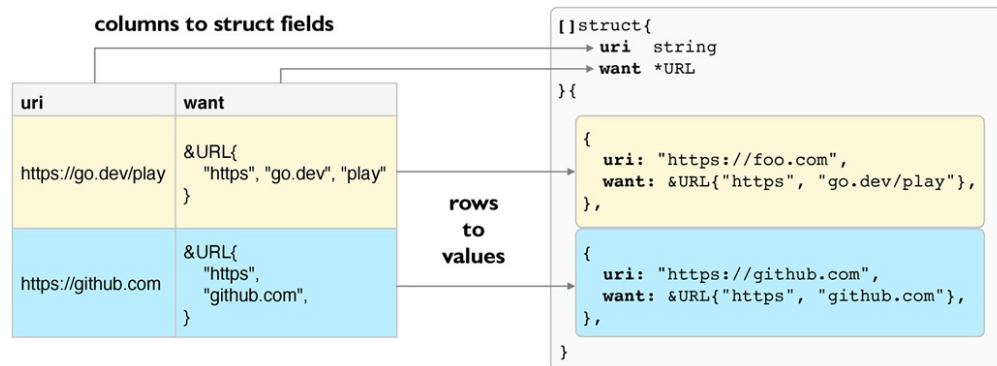 columns to struct fields
uri want
https://go.dev/play
&URL{
"https", "go.dev", "play"
}
https://github.com
&URL{
"https",
"github.com",
}
rows
to
values
[]struct{
uri string
want *URL
}{
{
uri: "https://foo.com",
want: &URL{"https", "go.dev/play"},
},
{
uri: "https://github.com",
want: &URL{"https", "github.com"},
},
}